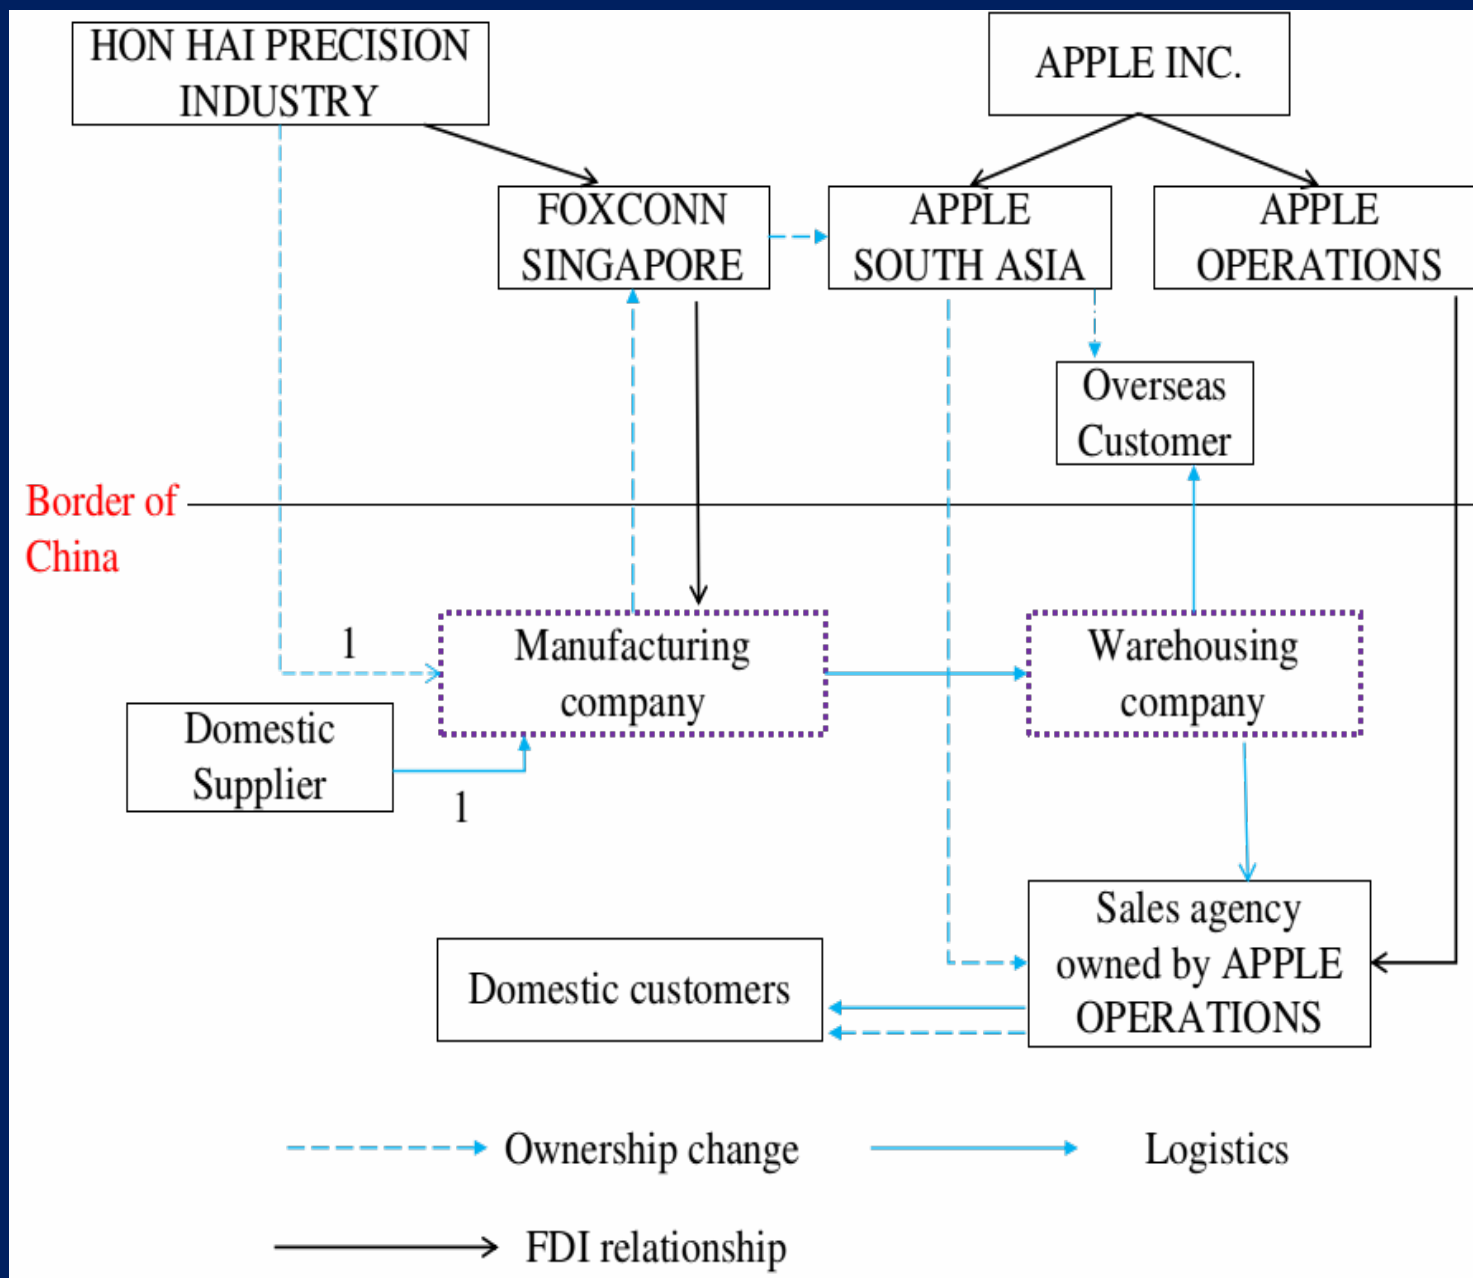 HON HAI PRECISION
INDUSTRY
APPLE INC.
FOXCONN
SINGAPORE
APPLE
SOUTH ASIA
APPLE
OPERATIONS
Overseas
Customer
Border of
China
1
Manufacturing
company
Warehousing
company
Domestic
Supplier
1
Sales agency
owned by APPLE
OPERATIONS
Domestic customers
Ownership change
Logistics
FDI relationship